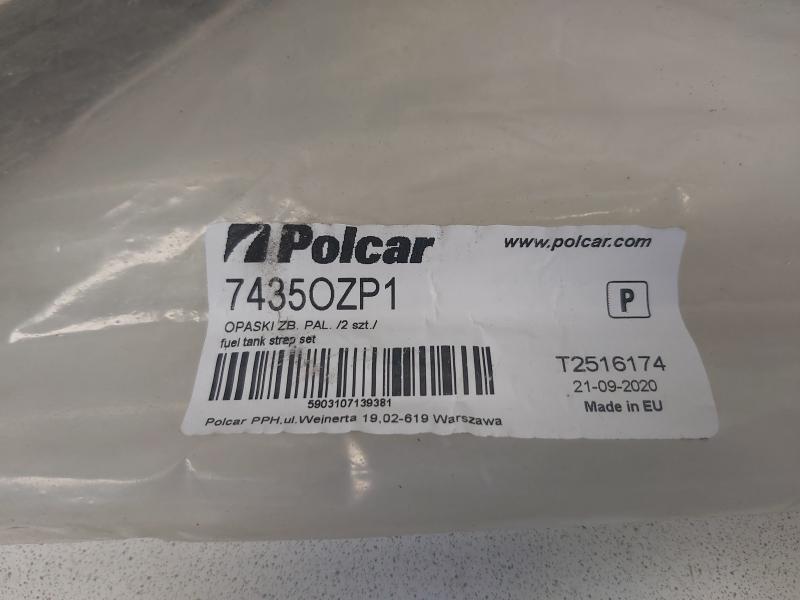 Polcar
www.polcar.com
7435OZP1
P
OPASKI ZB. PAL. /2 szt./
fuel tank strap set
T2516174
21-09-2020
5903107139381
Made in EU
Polcar PPH,ul.Weinerta 19,02-619 Warszawa